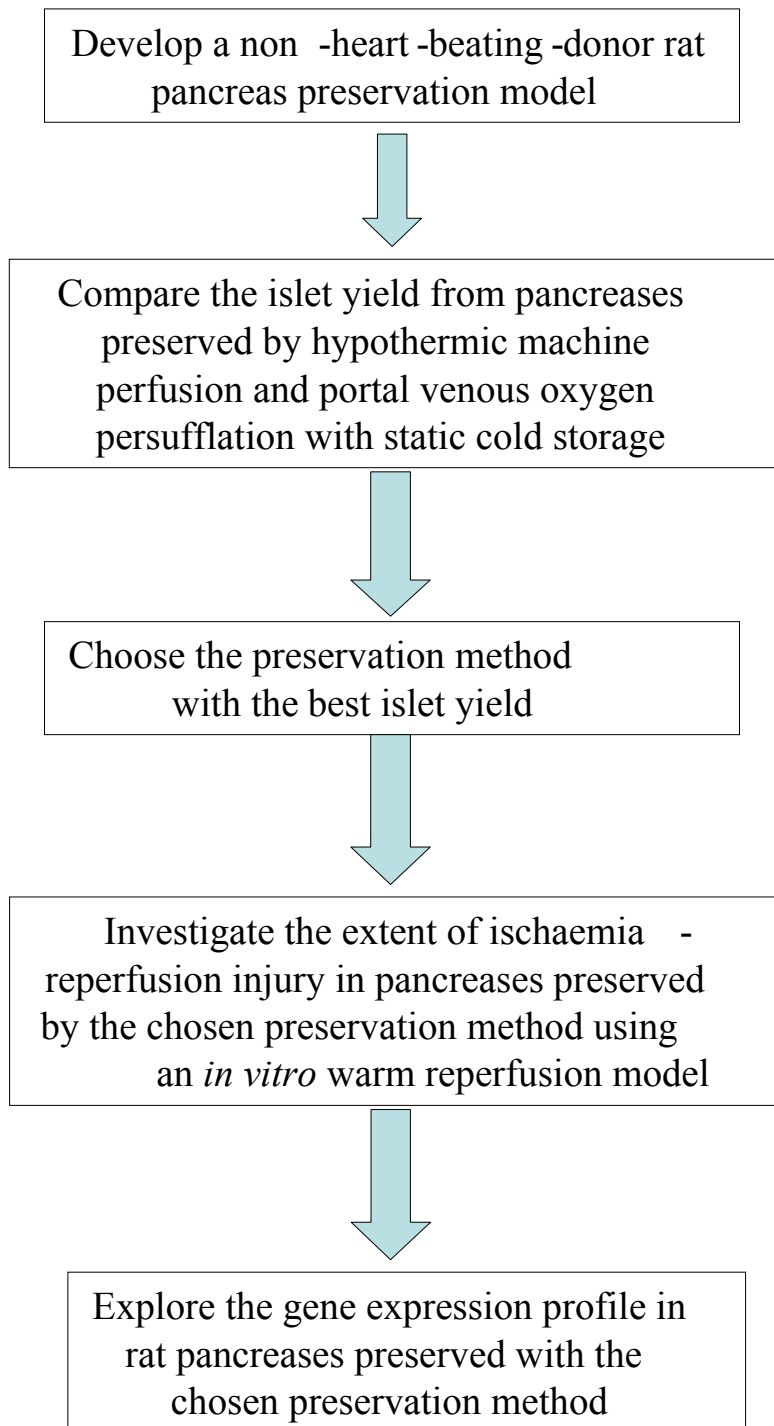 Develop a non -heart -beating -donor rat
pancreas preservation model
Compare the islet yield from pancreases
preserved by hypothermic machine
perfusion and portal venous oxygen
persufflation with static cold storage
Choose the preservation method
with the best islet yield
Investigate the extent of ischaemia -
reperfusion injury in pancreases preserved
by the chosen preservation method using
an in vitro warm reperfusion model
Explore the gene expression profile in
rat pancreases preserved with the
chosen preservation method